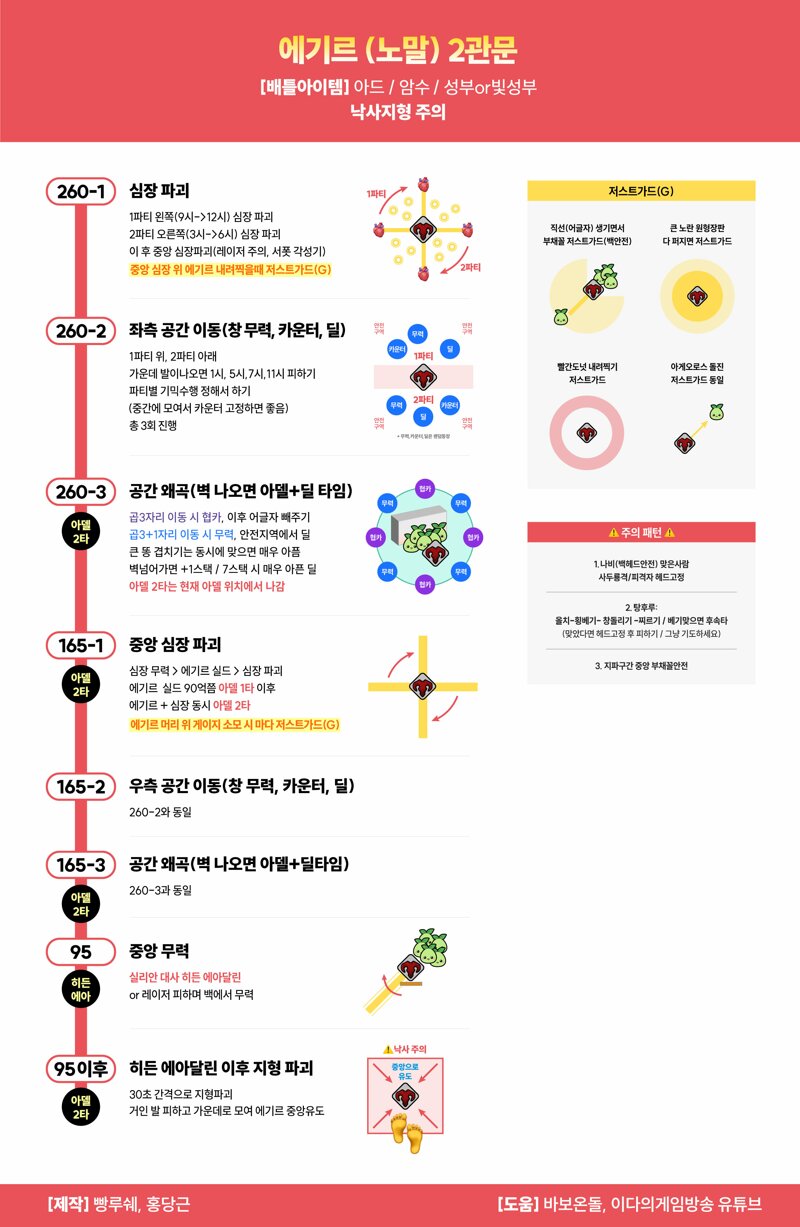 에기르 (노말) 2관문
[배틀아이템] 아드 / 암수 / 성부or빛성부
낙사지형 주의
260-1
심장 파괴
1파티 왼쪽(9시->12시) 심장 파괴
2파티 오른쪽(3시->6시) 심장 파괴
이 후 중앙 심장파괴(레이저 주의, 서폿 각성기)
중앙 심장 위 에기르 내려찍을때 저스트가드(G)
1파티
2파티
260-2
좌측 공간 이동(창 무력, 카운터, 딜)
1파티 위, 2파티 아래
가운데 발이나오면 1시, 5시,7시,11시 피하기
파티별 기믹수행 정해서 하기
(중간에 모여서 카운터 고정하면 좋음)
총 3회 진행
안전
구역
무력
안전
구역
카운터
딜
1파티
2파티
무력
카운터
딜
안전
구역
안전
구역
* 무력,카운터,딜은 랜덤등장
260-3
아델
2타
공간 왜곡(벽 나오면 아델+딜 타임)
곱3자리 이동 시 협카, 이후 어글자 빼주기
곱3+1자리 이동 시 무력, 안전지역에서 딜
큰 똥 겹치기는 동시에 맞으면 매우 아픔
벽넘어가면 +1스택 / 7스택 시 매우 아픈 딜
아델 2타는 현재 아델 위치에서 나감
협카
무력
무력
협카
협카
무력
무력
협카
165-1
아델
2타
중앙 심장 파괴
심장 무력 > 에기르 실드 > 심장 파괴
에기르 실드 90억쯤 아델 1타 이후
에기르 + 심장 동시 아델 2타
에기르 머리 위 게이지 소모 시 마다 저스트가드(G)
165-2
우측 공간 이동(창 무력, 카운터, 딜)
260-2와 동일
165-3
아델
2타
공간 왜곡(벽 나오면 아델+딜타임)
260-3과 동일
95
히든
에아
중앙 무력
실리안 대사 히든 에아달린
or 레이저 피하며 백에서 무력
95이후
아델
2타
히든 에아달린 이후 지형 파괴
30초 간격으로 지형파괴
거인 발 피하고 가운데로 모여 에기르 중앙유도
⚠️낙사 주의
중앙으로
유도
저스트가드(G)
직선(어글자) 생기면서
부채꼴 저스트가드(백안전)
큰 노란 원형장판
다 퍼지면 저스트가드
빨간도넛 내려찍기
저스트가드
아게오로스 돌진
저스트가드 동일
⚠️주의 패턴⚠️
1.나비(백헤드안전) 맞은사람
사두룡격/피격자 헤드고정
2. 탕후루:
올치-횡베기- 창돌리기 -찌르기 / 베기맞으면 후속타
(맞았다면 헤드고정 후 피하기 / 그냥 기도하세요)
3. 지파구간 중앙 부채꼴안전
[제작] 빵루쉐, 홍당근
[도움] 바보온돌, 이다의게임방송 유튜브